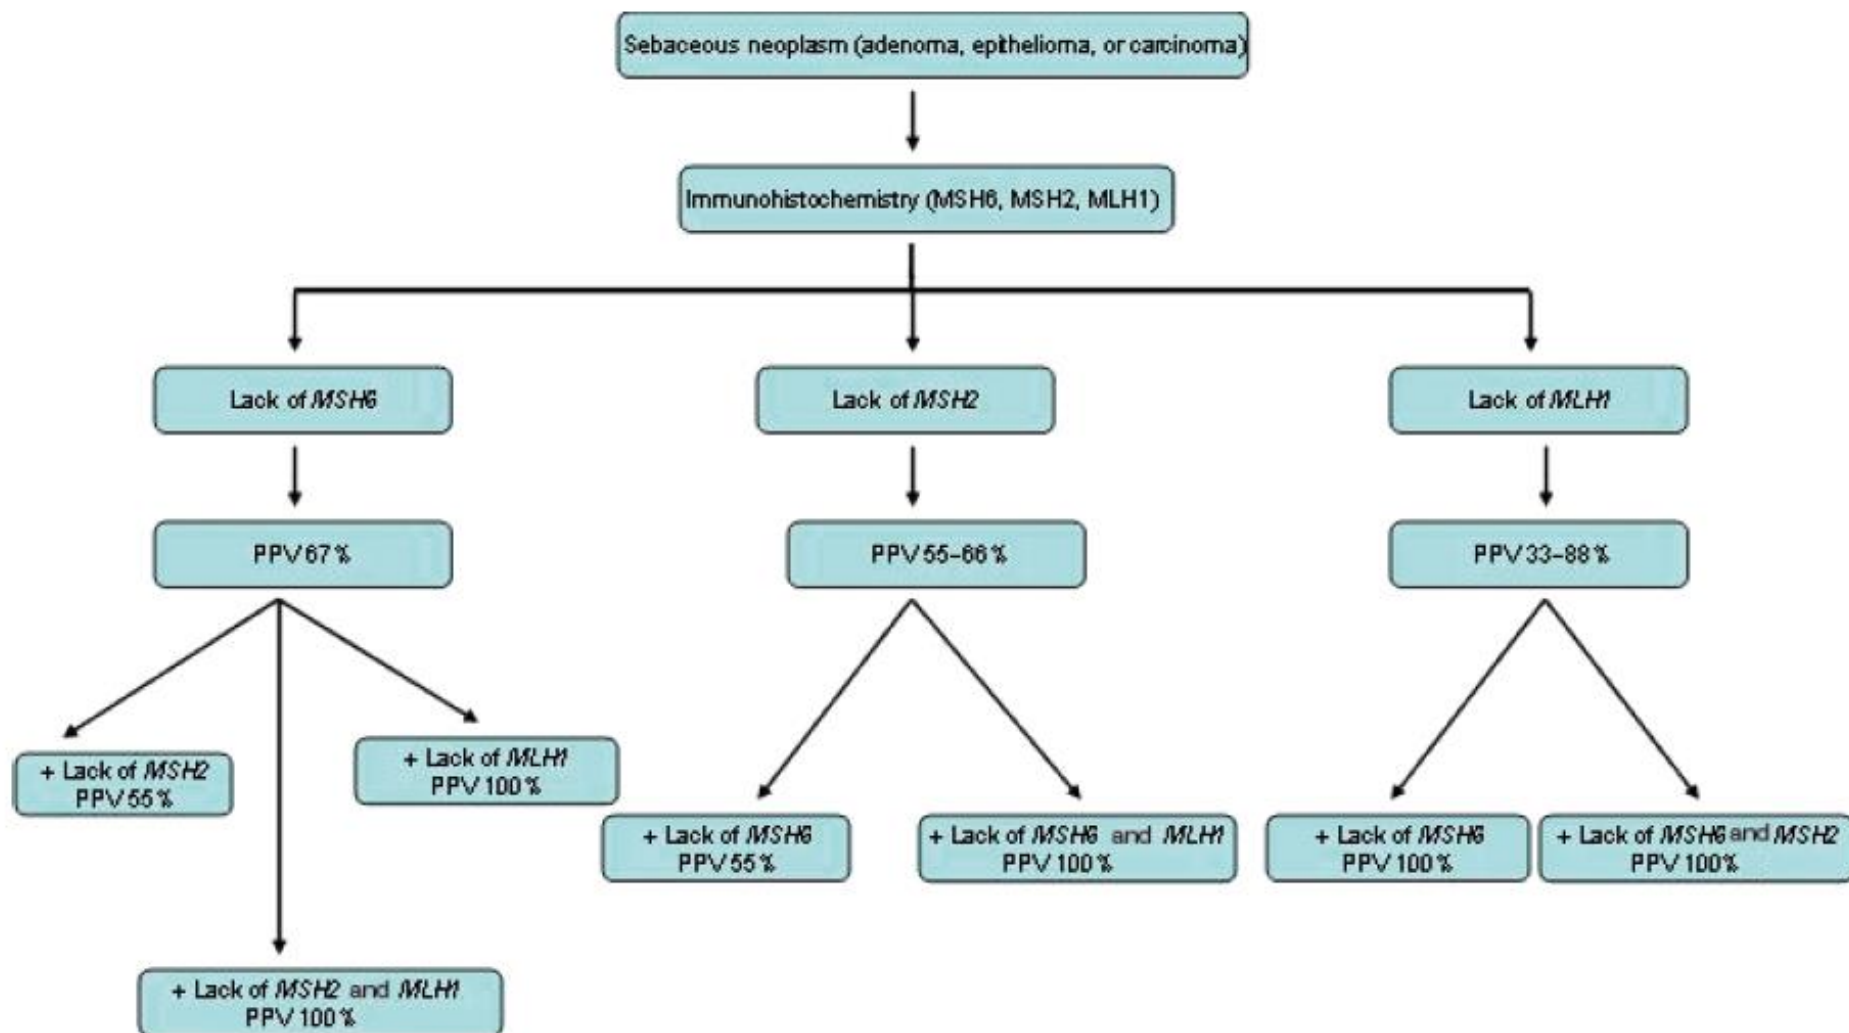 Sebaceous neoplasm (adenoma, epithelioma, or carcinoma)
Immunohistochemistry (MSH6, MSH2, MLH1)
Lack of MSH6
Lack of MSH2
Lack of MLH1
PPV 67%
PPV 55–66%
PPV 33–88%
+ Lack of MSH2
PPV 55%
+ Lack of MLH1
PPV 100%
+ Lack of MSH2 and MLH1
PPV 100%
+ Lack of MSH6
PPV 55%
+ Lack of MSH6 and MLH1
PPV 100%
+ Lack of MSH6
PPV 100%
+ Lack of MSH6 and MSH2
PPV 100%